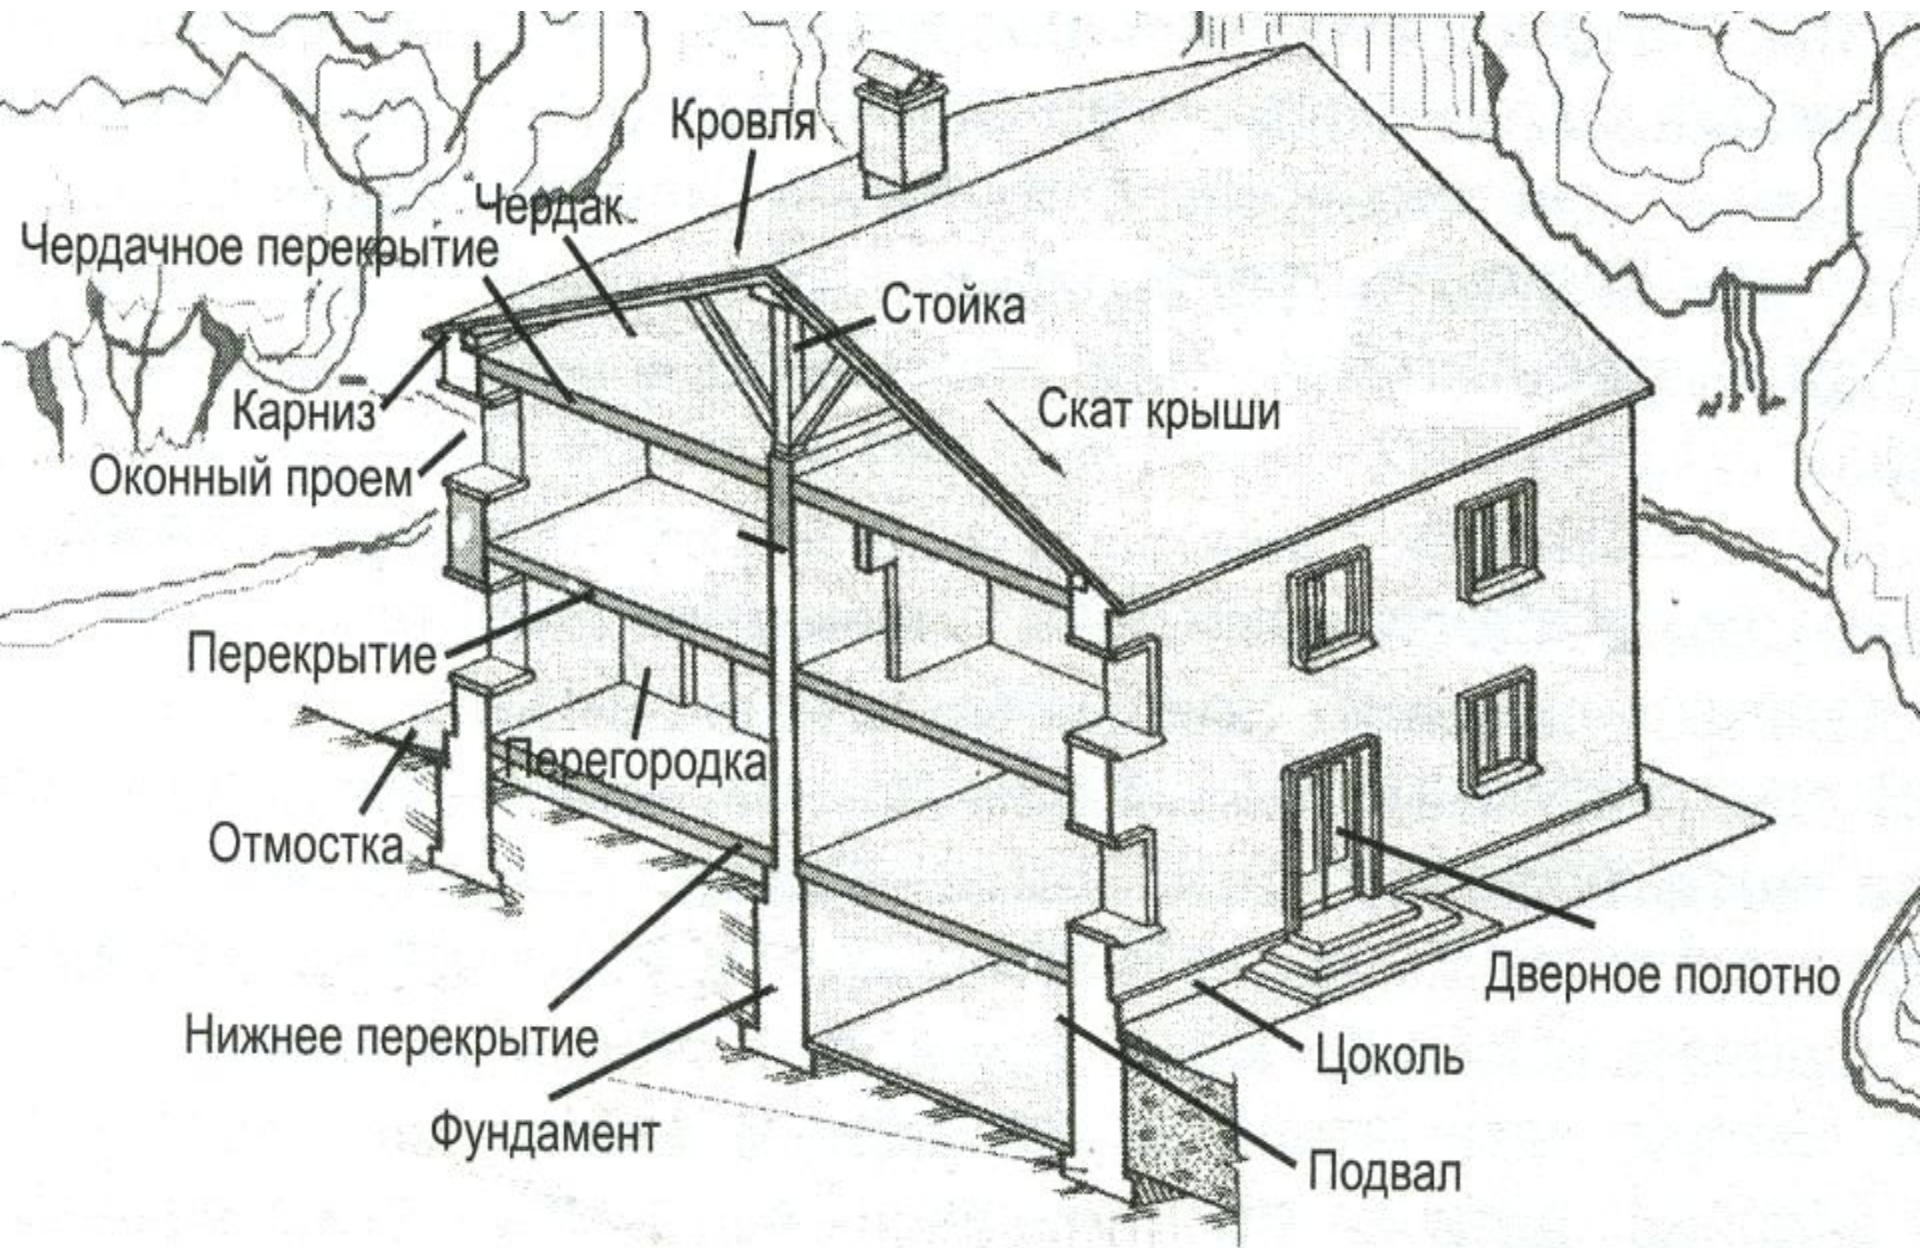 Кровля
Чердак
Чердачное перекрытие
Стойка
Карниз
Скат крыши
Оконный проем
Перекрытие
Перегородка
Отмостка
Дверное полотно
Нижнее перекрытие
Цоколь
Фундамент
Подвал